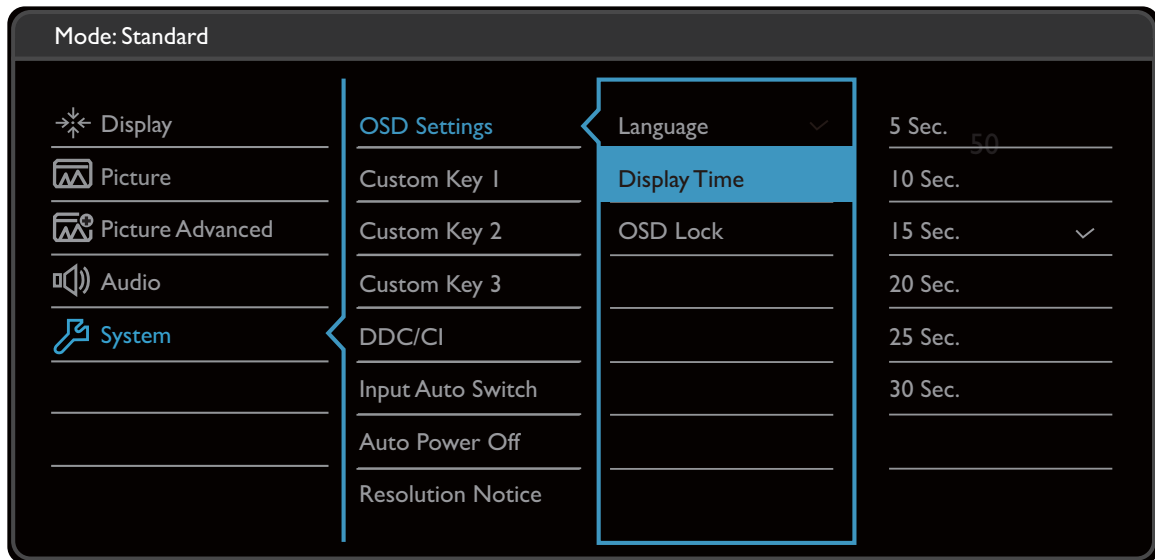 Mode: Standard
Display
Picture
Picture Advanced
Audio
System
OSD Settings
Custom Key 1
Custom Key 2
Custom Key 3
DDC/CI
Input Auto Switch
Auto Power Off
Resolution Notice
Language
Display Time
OSD Lock
5 Sec.
50
10 Sec.
15 Sec.
20 Sec.
25 Sec.
30 Sec.